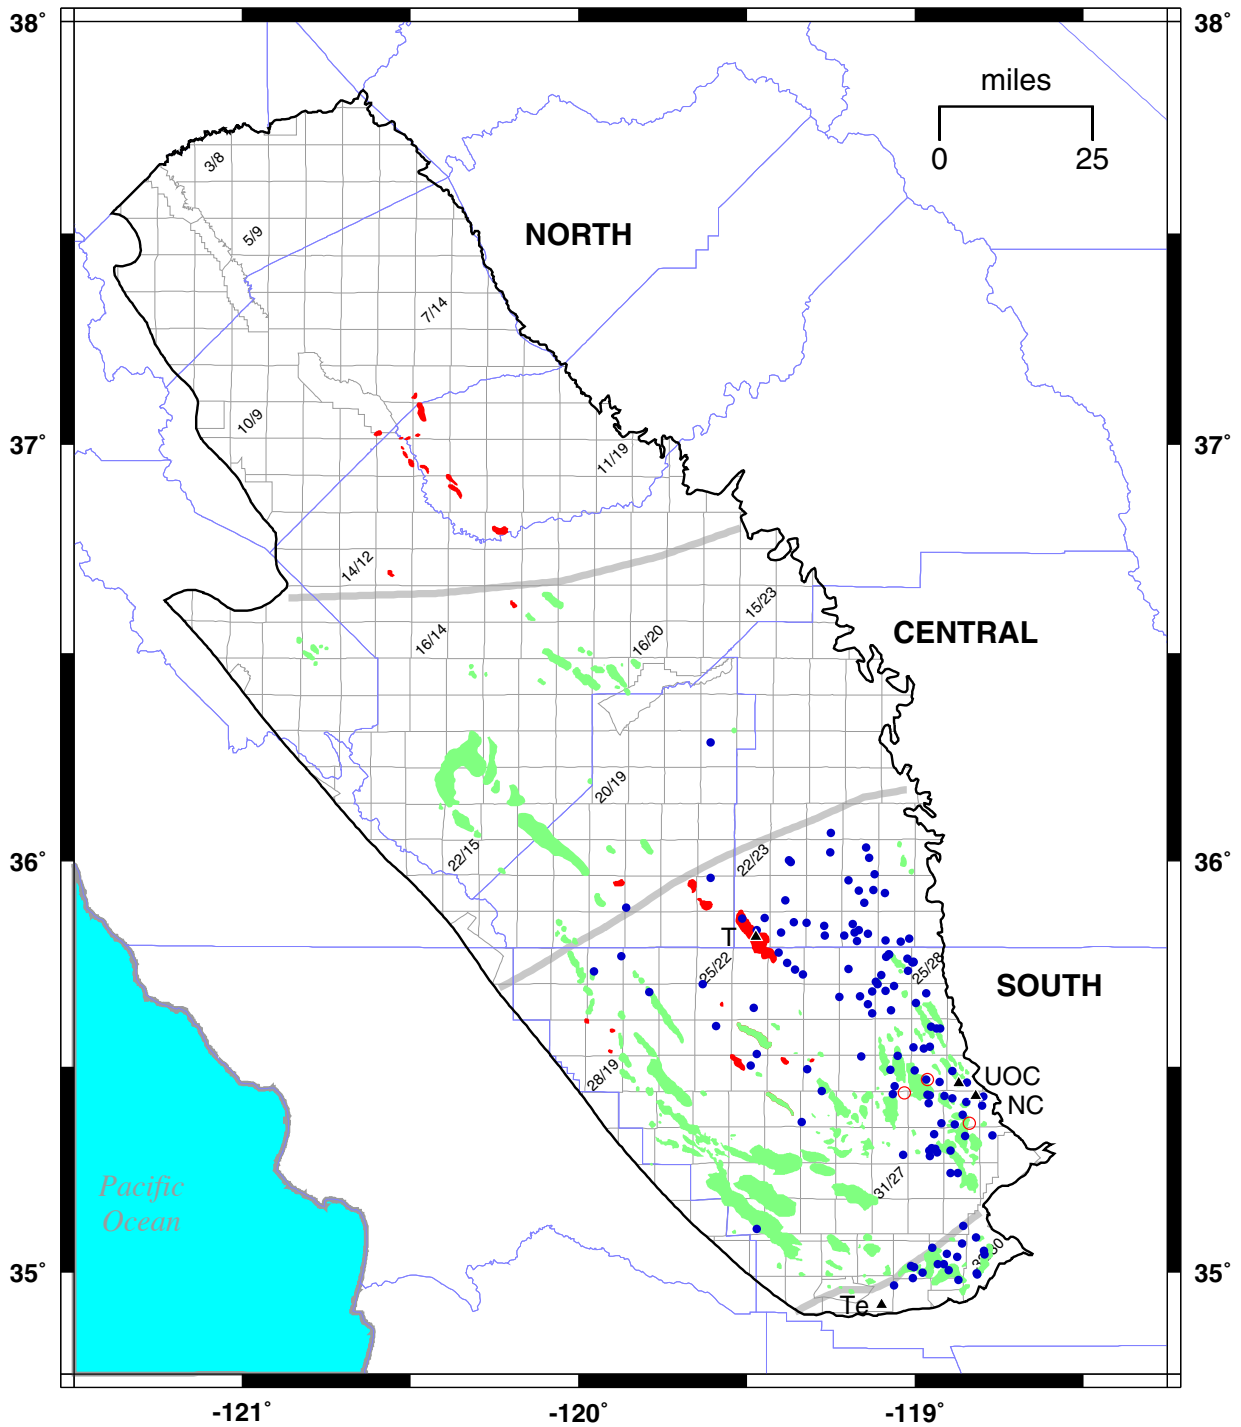 38˚
38˚
miles
0
25
3/8
NORTH
5/9
7/14
10/9
37˚
37˚
11/19
14/12
15/23
CENTRAL
16/14
16/20
20/19
22/15
22/23
36˚
36˚
T
25/22
25/28
SOUTH
28/19
UOC
NC
31/27
Pacific
Ocean
35˚
35˚
Te
-121˚
-120˚
-119˚